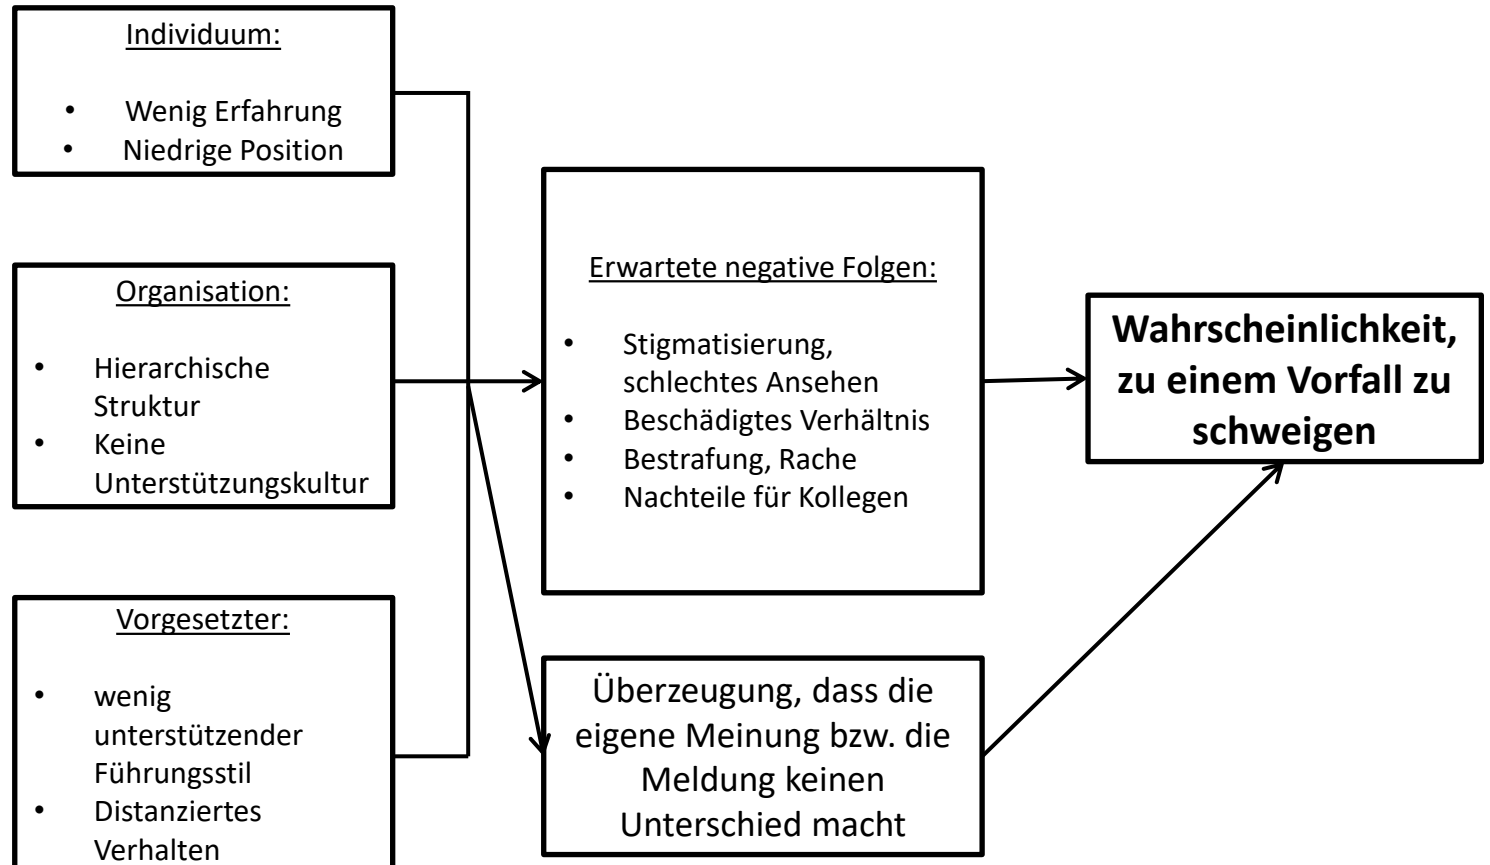 Individuum:
• Wenig Erfahrung
• Niedrige Position
Organisation:
• Hierarchische
Struktur
• Keine
Unterstützungskultur
Vorgesetzter:
• wenig
unterstützender
Führungsstil
• Distanziertes
Verhalten
Erwartete negative Folgen:
• Stigmatisierung,
schlechtes Ansehen
• Beschädigtes Verhältnis
• Bestrafung, Rache
• Nachteile für Kollegen
Überzeugung, dass die
eigene Meinung bzw. die
Meldung keinen
Unterschied macht
Wahrscheinlichkeit,
zu einem Vorfall zu
schweigen